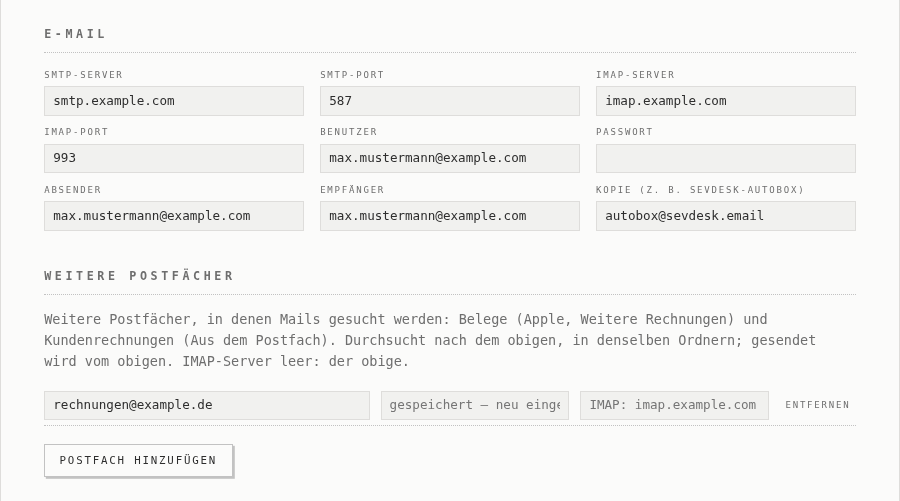 E-MAIL
SMTP-SERVER SMTP-PORT IMAP-SERVER
smtp.example.com 587 imap.example.com
IMAP-PORT BENUTZER PASSWORT
993 max.mustermann@example.com
ABSENDER EMPFÄNGER KOPIE (Z. B. SEVDESK-AUTOBOX)
max.mustermann@example.com max.mustermann@example.com autobox@sevdesk.email
WEITERE POSTFÄCHER
Weitere Postfächer, in denen Mails gesucht werden: Belege (Apple, Weitere Rechnungen) und
Kundenrechnungen (Aus dem Postfach). Durchsucht nach dem obigen, in denselben Ordnern; gesendet
wird vom obigen. IMAP-Server leer: der obige.
rechnungen@example.de gespeichert — neu einge IMAP: imap.example.com ENTFERNEN
POSTFACH HINZUFÜGEN